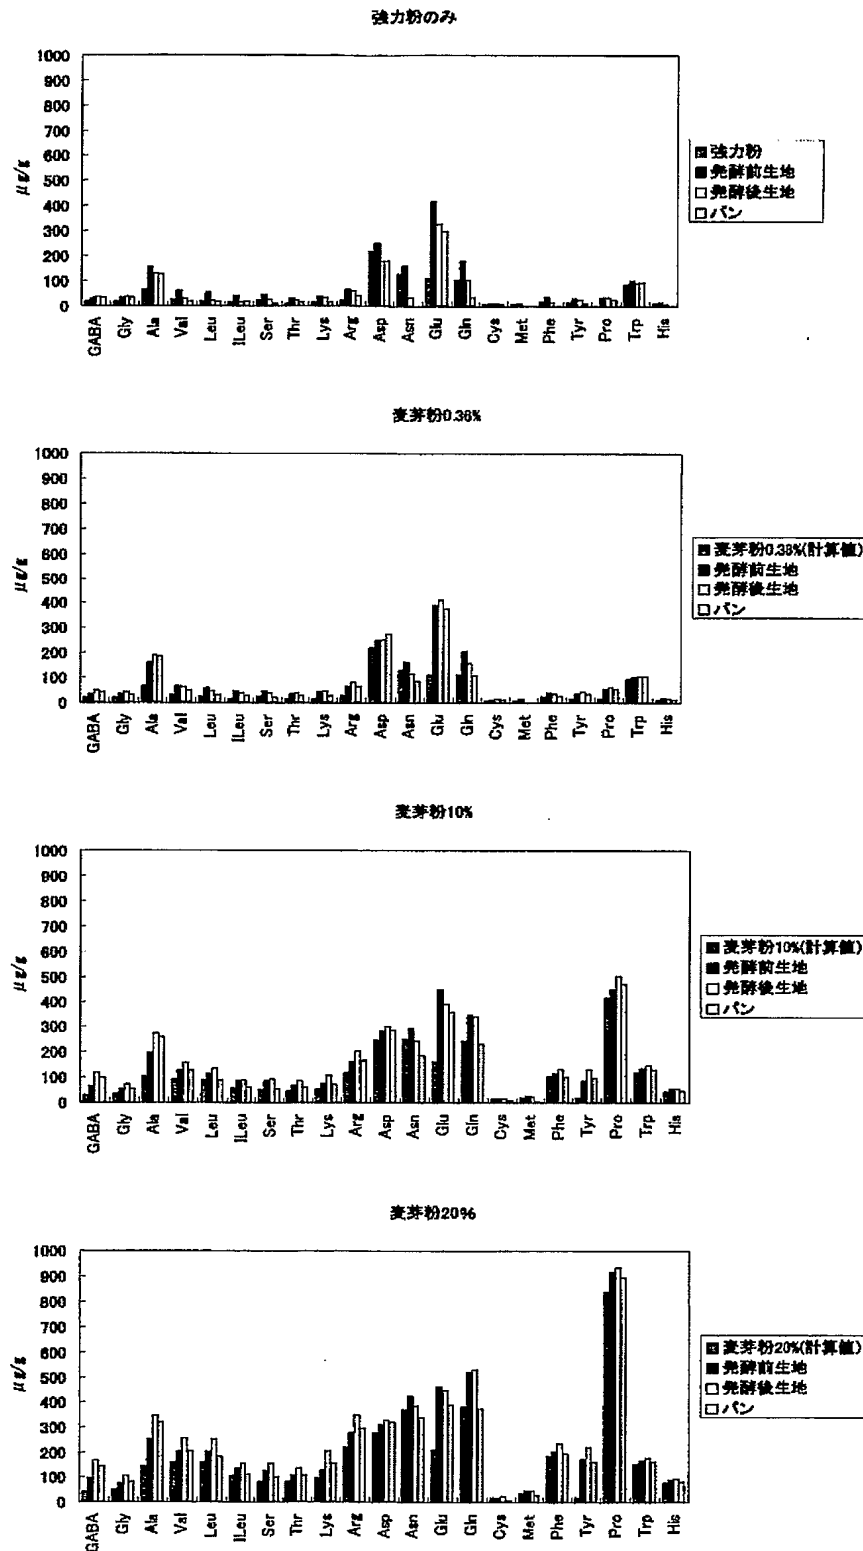 強力粉のみ
1000
900
800
700
600
500
400
300
200
100
0
μg/g
GABA Gly Ala Val Leu ILeu Ser Thr Lys Arg Asp Asn Glu Gln Cys Met Phe Tyr Pro Trp His
強力粉
発酵前生地
発酵後生地
パン
麦芽粉0.38%
1000
900
800
700
600
500
400
300
200
100
0
μg/g
GABA Gly Ala Val Leu ILeu Ser Thr Lys Arg Asp Asn Glu Gln Cys Met Phe Tyr Pro Trp His
麦芽粉0.38%(計算値)
発酵前生地
発酵後生地
パン
麦芽粉10%
1000
900
800
700
600
500
400
300
200
100
0
μg/g
GABA Gly Ala Val Leu ILeu Ser Thr Lys Arg Asp Asn Glu Gln Cys Met Phe Tyr Pro Trp His
麦芽粉10%(計算値)
発酵前生地
発酵後生地
パン
麦芽粉20%
1000
900
800
700
600
500
400
300
200
100
0
μg/g
GABA Gly Ala Val Leu ILeu Ser Thr Lys Arg Asp Asn Glu Gln Cys Met Phe Tyr Pro Trp His
麦芽粉20%(計算値)
発酵前生地
発酵後生地
パン